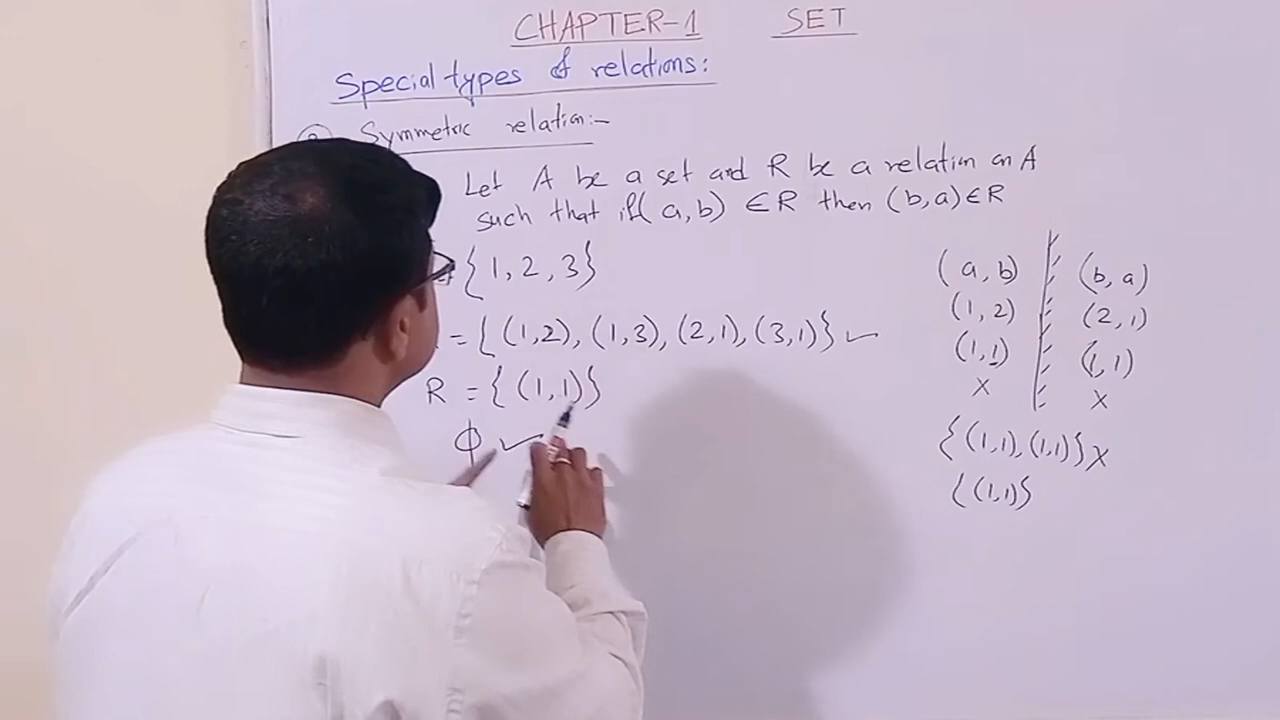 CHAPTER-1 SET
Special types of relations:
Symmetric relation:-
Let A be a set and R be a relation on A
such that if (a, b) ∈ R then (b, a) ∈ R
{1, 2, 3}
= {(1,2), (1,3), (2,1), (3,1)} ✓
R = {(1,1)}
ϕ ✓
(a, b) (b, a)
(1, 2) (2, 1)
(1, 1) (1, 1)
x x
{(1,1), (1,1)} x
{(1,1)}